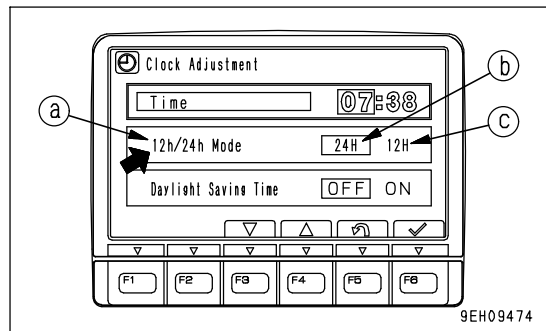 Clock Adjustment
Time 07:38
a 12h/24h Mode 24H 12H b c
Daylight Saving Time OFF ON
F1 F2 F3 F4 F5 F6
9EH09474